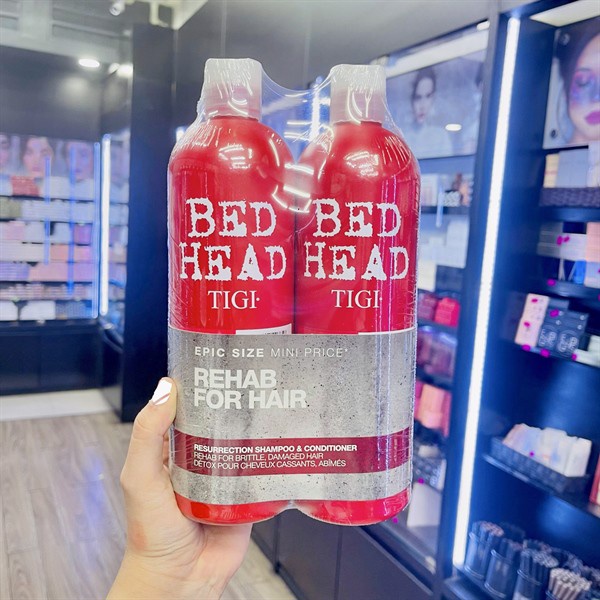 BED
HEAD
TIGI
BED
HEAD
TIGI
EPIC SIZE MINI PRICE*
REHAB
FOR HAIR
RESURRECTION SHAMPOO & CONDITIONER
REHAB FOR BRITTLE, DAMAGED HAIR
DÉTOX POUR CHEVEUX CASSANTS, ABÎMÉS